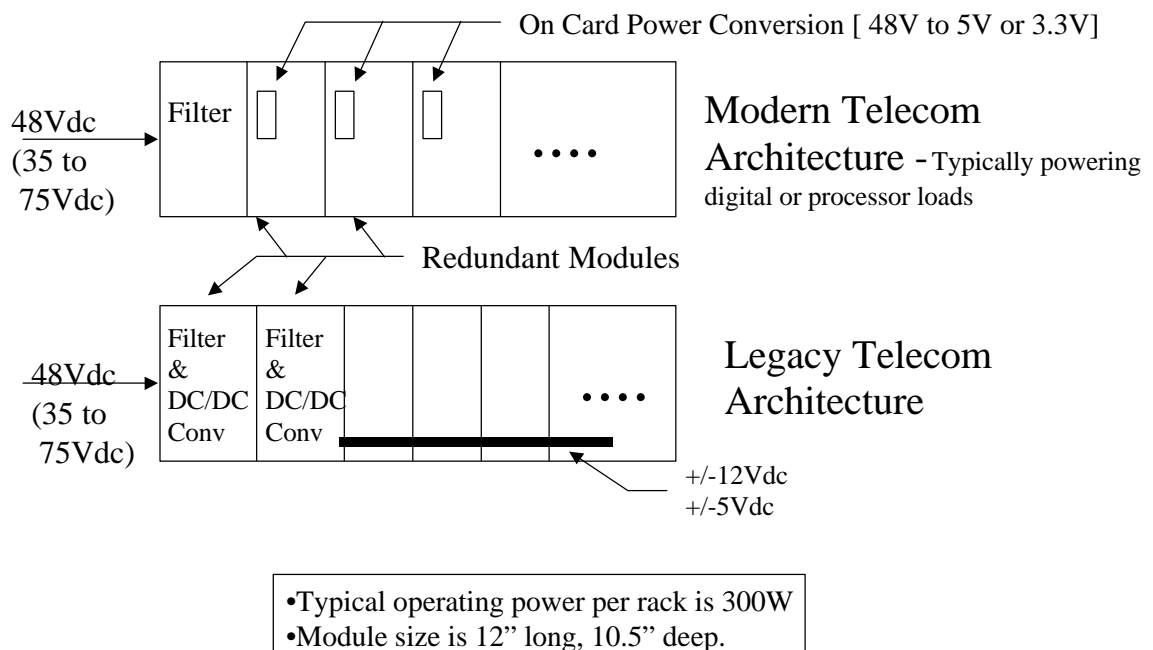 On Card Power Conversion [ 48V to 5V or 3.3V]
48Vdc
(35 to
75Vdc)
Filter
••••
Modern Telecom
Architecture - Typically powering
digital or processor loads
Redundant Modules
48Vdc
(35 to
75Vdc)
Filter
&
DC/DC
Conv
Filter
&
DC/DC
Conv
••••
Legacy Telecom
Architecture
+/-12Vdc
+/-5Vdc
•Typical operating power per rack is 300W
•Module size is 12” long, 10.5” deep.